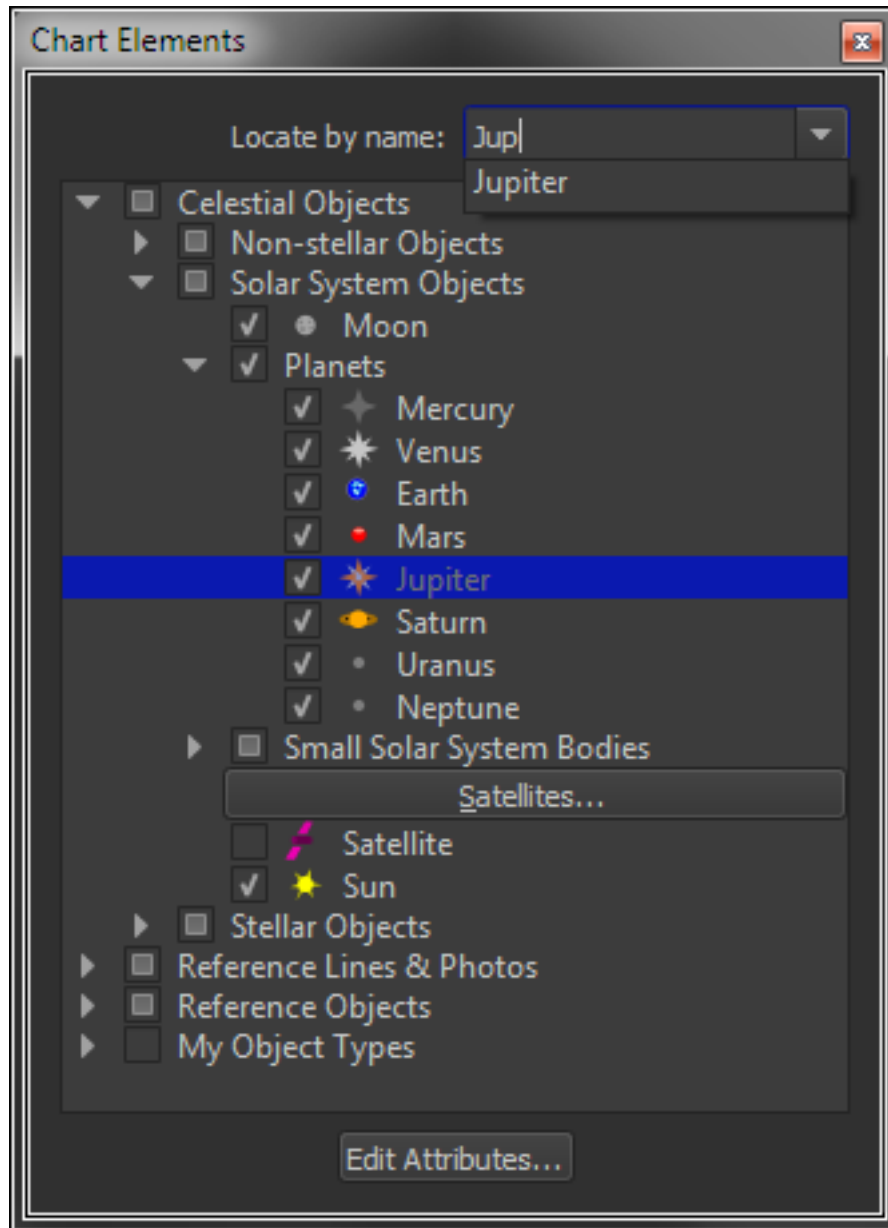 Chart Elements
Locate by name: Jup
Jupiter
Celestial Objects
Non-stellar Objects
Solar System Objects
Moon
Planets
Mercury
Venus
Earth
Mars
Jupiter
Saturn
Uranus
Neptune
Small Solar System Bodies
Satellites...
Satellite
Sun
Stellar Objects
Reference Lines & Photos
Reference Objects
My Object Types
Edit Attributes...